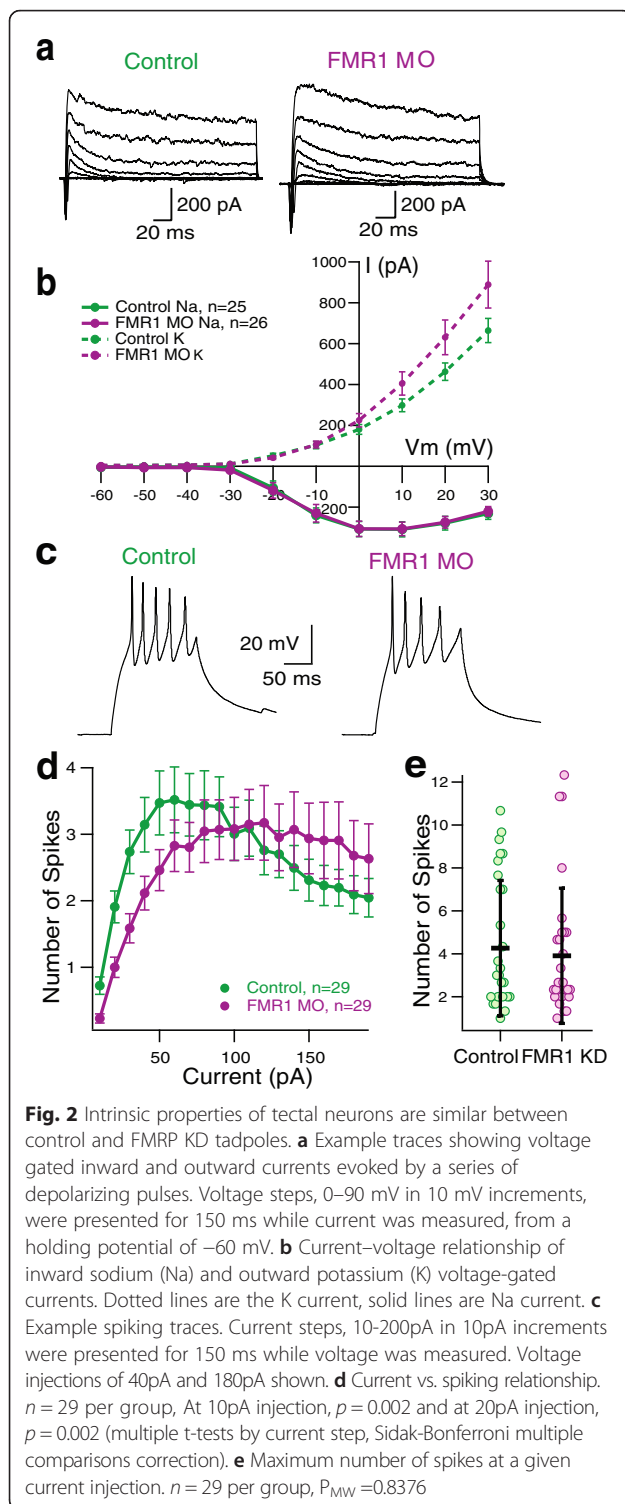 a
Control FMR1 MO
200 pA 200 pA
20 ms 20 ms
b
I (pA)
Control Na, n=25
FMR1 MO Na, n=26
Control K
FMR1 MO K
1000
800
600
400
200
Vm (mV)
-60 -50 -40 -30 -20 -10 10 20 30
-200
c
Control FMR1 MO
20 mV
50 ms
d
Number of Spikes
4
3
2
1
Control, n=29
FMR1 MO, n=29
50 100 150
Current (pA)
e
Number of Spikes
12
10
8
6
4
2
Control FMR1 KD
Fig. 2 Intrinsic properties of tectal neurons are similar between
control and FMRP KD tadpoles. a Example traces showing voltage
gated inward and outward currents evoked by a series of
depolarizing pulses. Voltage steps, 0–90 mV in 10 mV increments,
were presented for 150 ms while current was measured, from a
holding potential of −60 mV. b Current–voltage relationship of
inward sodium (Na) and outward potassium (K) voltage-gated
currents. Dotted lines are the K current, solid lines are Na current. c
Example spiking traces. Current steps, 10-200pA in 10pA increments
were presented for 150 ms while voltage was measured. Voltage
injections of 40pA and 180pA shown. d Current vs. spiking relationship.
n = 29 per group, At 10pA injection, p = 0.002 and at 20pA injection,
p = 0.002 (multiple t-tests by current step, Sidak-Bonferroni multiple
comparisons correction). e Maximum number of spikes at a given
current injection. n = 29 per group, PMW =0.8376